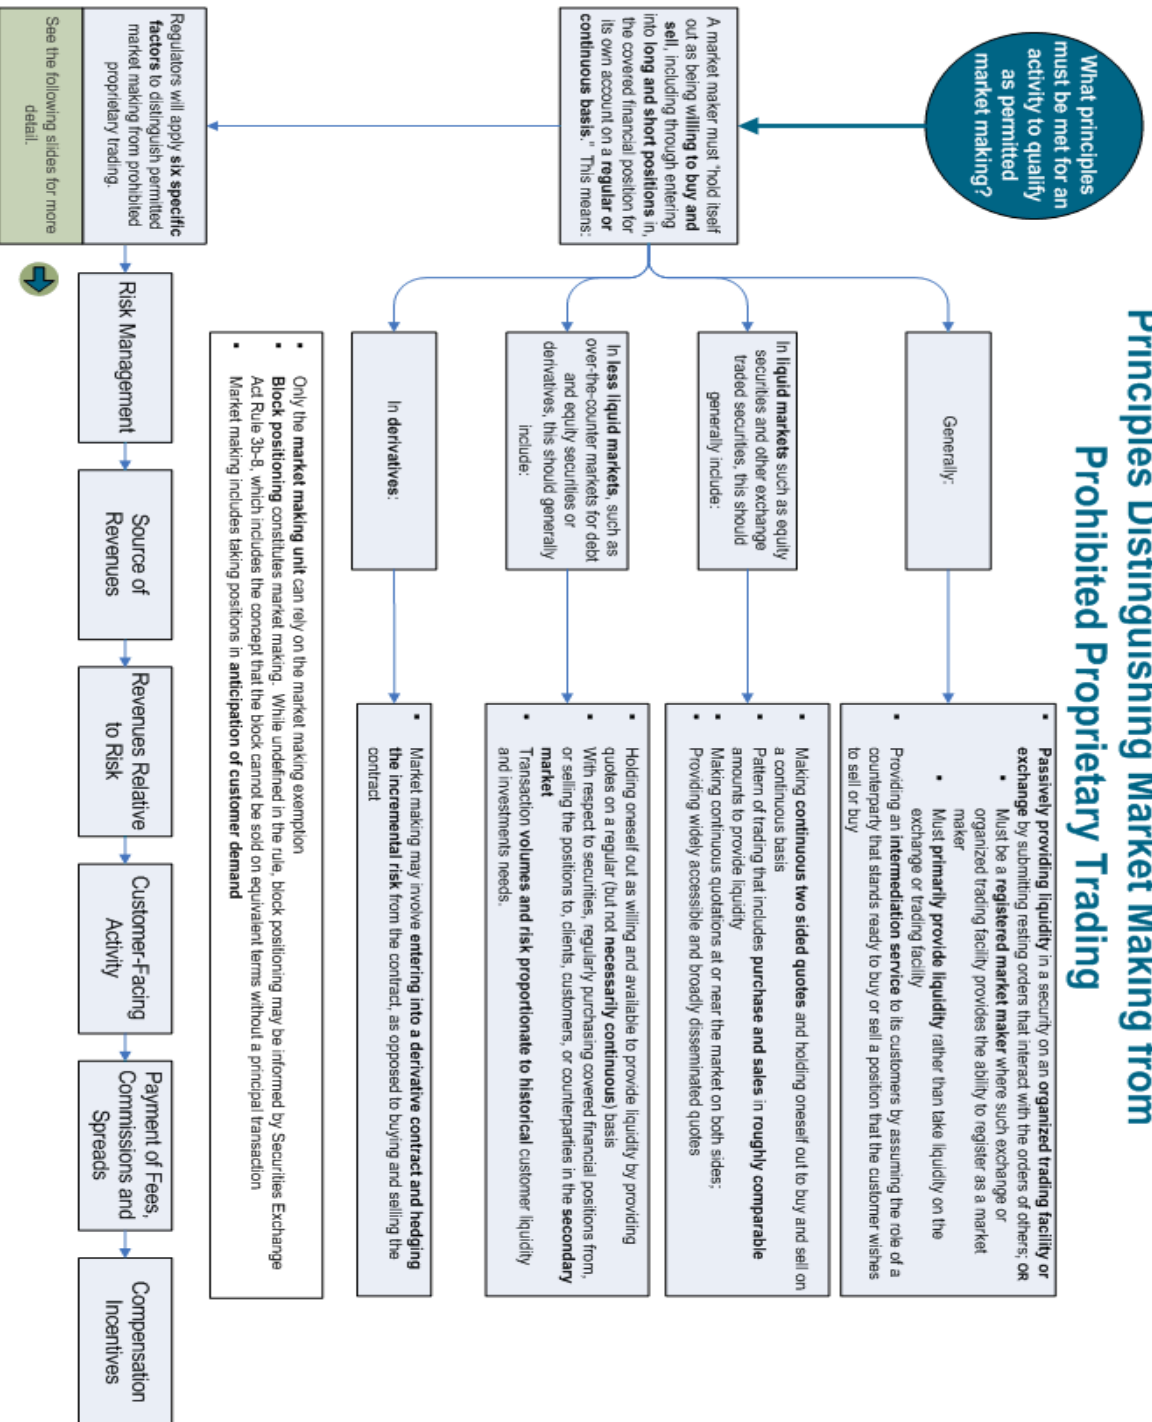 Principles Distinguishing Market Making from
Prohibited Proprietary Trading
What principles
must be met for an
activity to qualify
as permitted
market making?
A market maker must "hold itself
out as being willing to buy and
sell, including through entering
into long and short positions in,
the covered financial position for
its own account on a regular or
continuous basis." This means:
Generally:
▪ Passively providing liquidity in a security on an organized trading facility or
exchange by submitting resting orders that interact with the orders of others; OR
▪ Must be a registered market maker where such exchange or
organized trading facility provides the ability to register as a market
maker
▪ Must primarily provide liquidity rather than take liquidity on the
exchange or trading facility
▪ Providing an intermediation service to its customers by assuming the role of a
counterparty that stands ready to buy or sell a position that the customer wishes
to sell or buy
In liquid markets such as equity
securities and other exchange
traded securities, this should
generally include:
▪ Making continuous two sided quotes and holding oneself out to buy and sell on
a continuous basis
▪ Pattern of trading that includes purchase and sales in roughly comparable
amounts to provide liquidity
▪ Making continuous quotations at or near the market on both sides;
▪ Providing widely accessible and broadly disseminated quotes
In less liquid markets, such as
over-the-counter markets for debt
and equity securities or
derivatives, this should generally
include:
▪ Holding oneself out as willing and available to provide liquidity by providing
quotes on a regular (but not necessarily continuous) basis
▪ With respect to securities, regularly purchasing covered financial positions from,
or selling the positions to, clients, customers, or counterparties in the secondary
market
▪ Transaction volumes and risk proportionate to historical customer liquidity
and investments needs.
In derivatives:
▪ Market making may involve entering into a derivative contract and hedging
the incremental risk from the contract, as opposed to buying and selling the
contract
▪ Only the market making unit can rely on the market making exemption
▪ Block positioning constitutes market making. While undefined in the rule, block positioning may be informed by Securities Exchange
Act Rule 3b-8, which includes the concept that the block cannot be sold on equivalent terms without a principal transaction
▪ Market making includes taking positions in anticipation of customer demand
Regulators will apply six specific
factors to distinguish permitted
market making from prohibited
proprietary trading.
See the following slides for more
detail.
Risk Management
Source of
Revenues
Revenues Relative
to Risk
Customer-Facing
Activity
Payment of Fees,
Commissions and
Spreads
Compensation
Incentives